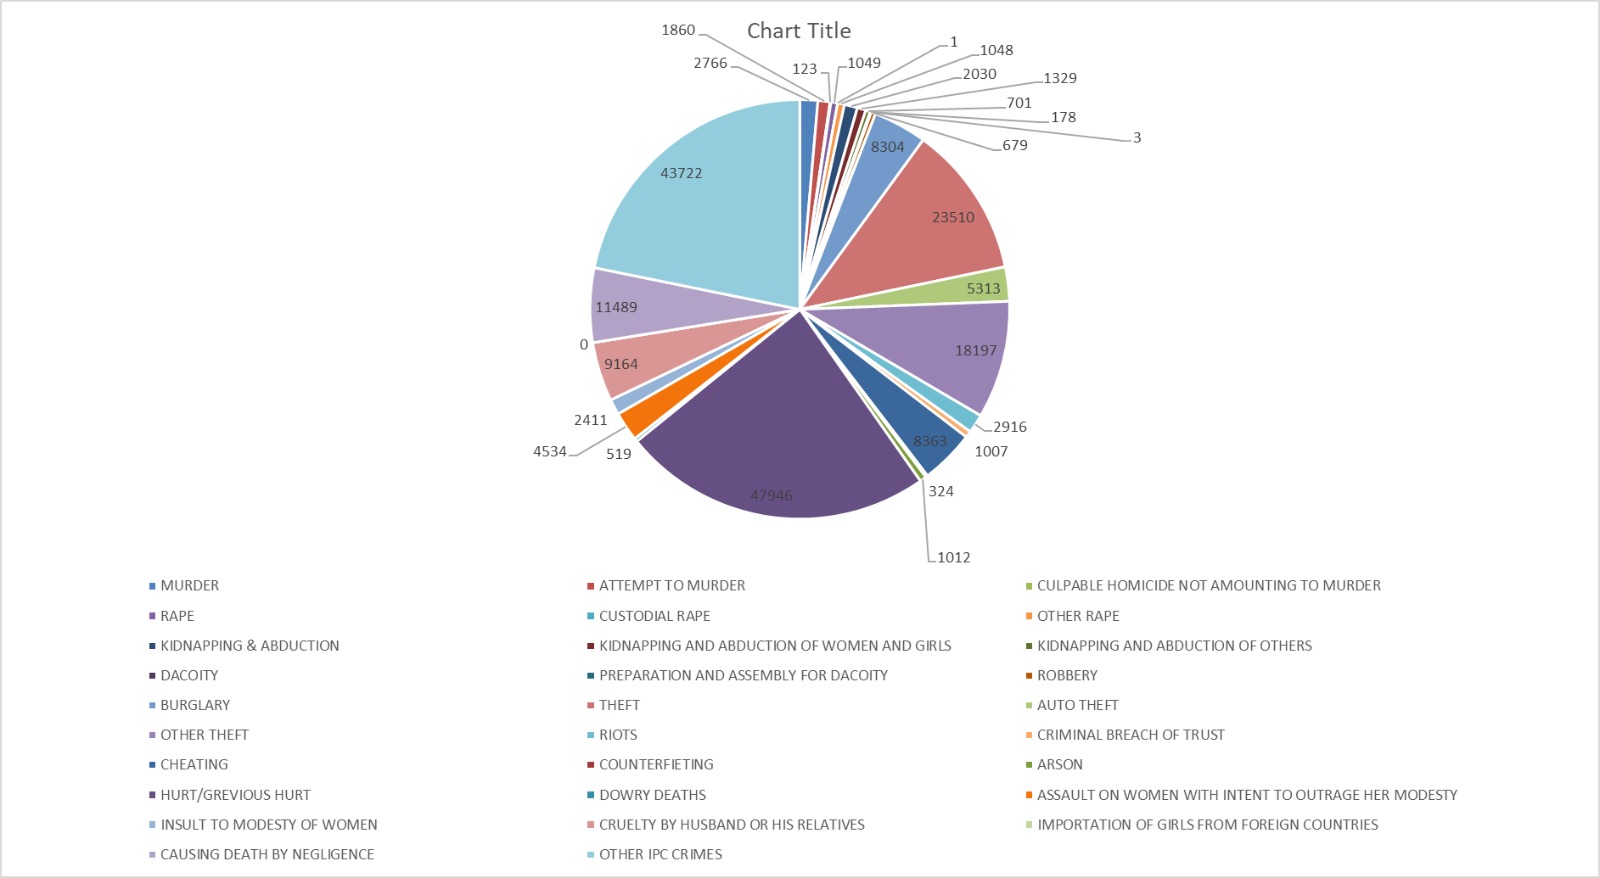 Chart Title
1860
2766
123
1049
1
1048
2030
1329
701
178
3
679
8304
23510
5313
18197
2916
1007
8363
324
1012
47946
519
4534
2411
9164
0
11489
43722
MURDER
ATTEMPT TO MURDER
CULPABLE HOMICIDE NOT AMOUNTING TO MURDER
RAPE
CUSTODIAL RAPE
OTHER RAPE
KIDNAPPING & ABDUCTION
KIDNAPPING AND ABDUCTION OF WOMEN AND GIRLS
KIDNAPPING AND ABDUCTION OF OTHERS
DACOITY
PREPARATION AND ASSEMBLY FOR DACOITY
ROBBERY
BURGLARY
THEFT
AUTO THEFT
OTHER THEFT
RIOTS
CRIMINAL BREACH OF TRUST
CHEATING
COUNTERFIETING
ARSON
HURT/GREVIOUS HURT
DOWRY DEATHS
ASSAULT ON WOMEN WITH INTENT TO OUTRAGE HER MODESTY
INSULT TO MODESTY OF WOMEN
CRUELTY BY HUSBAND OR HIS RELATIVES
IMPORTATION OF GIRLS FROM FOREIGN COUNTRIES
CAUSING DEATH BY NEGLIGENCE
OTHER IPC CRIMES